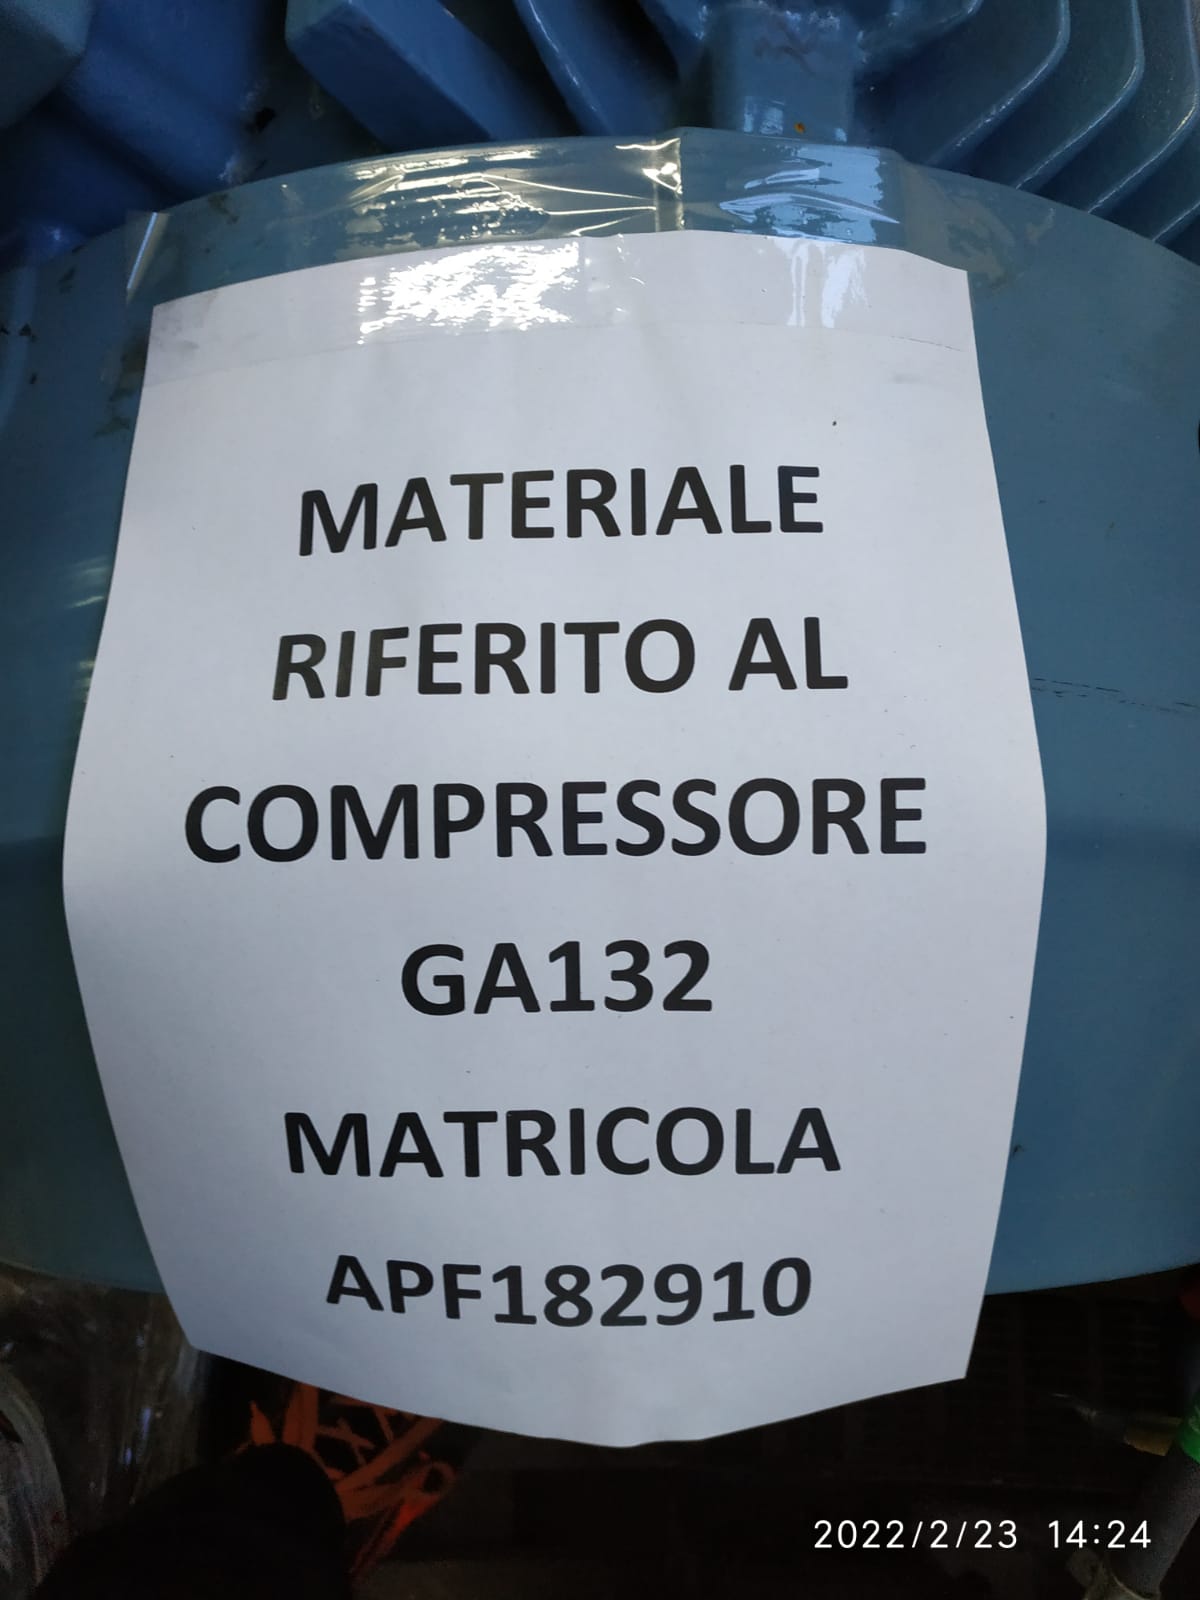 MATERIALE
RIFERITO AL
COMPRESSORE
GA132
MATRICOLA
APF182910
2022/2/23 14:24